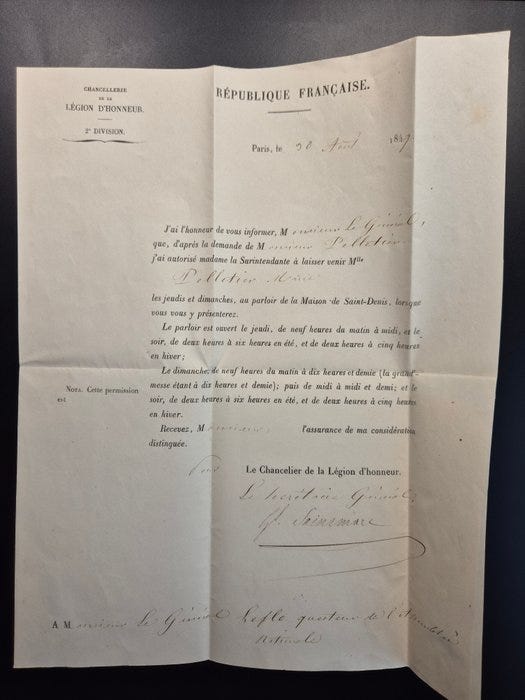 CHANCELLERIE
DE LA
LÉGION D'HONNEUR.
2e DIVISION.
RÉPUBLIQUE FRANÇAISE.
Paris, le 30 Août 1849
J'ai l'honneur de vous informer, Monsieur Le Général,
que, d'après la demande de Monsieur Pelletier
j'ai autorisé madame la Surintendante à laisser venir Mlle
Pelletier
les jeudis et dimanches, au parloir de la Maison de Saint-Denis, lorsque
vous vous y présenterez.
Le parloir est ouvert le jeudi, de neuf heures du matin à midi, et le
soir, de deux heures à six heures en été, et de deux heures à cinq heures
en hiver;
Le dimanche, de neuf heures du matin à dix heures et demie (la grand'-
messe étant à dix heures et demie); puis de midi à midi et demi; et le
soir, de deux heures à six heures en été, et de deux heures à cinq heures
en hiver.
NOTA. Cette permission
est
Recevez, Monsieur, l'assurance de ma considération
distinguée.
Pour Le Chancelier de la Légion d'honneur.
Le Secrétaire Général
A Monsieur Le Général Leflo questeur de l'Assemblée
Nationale